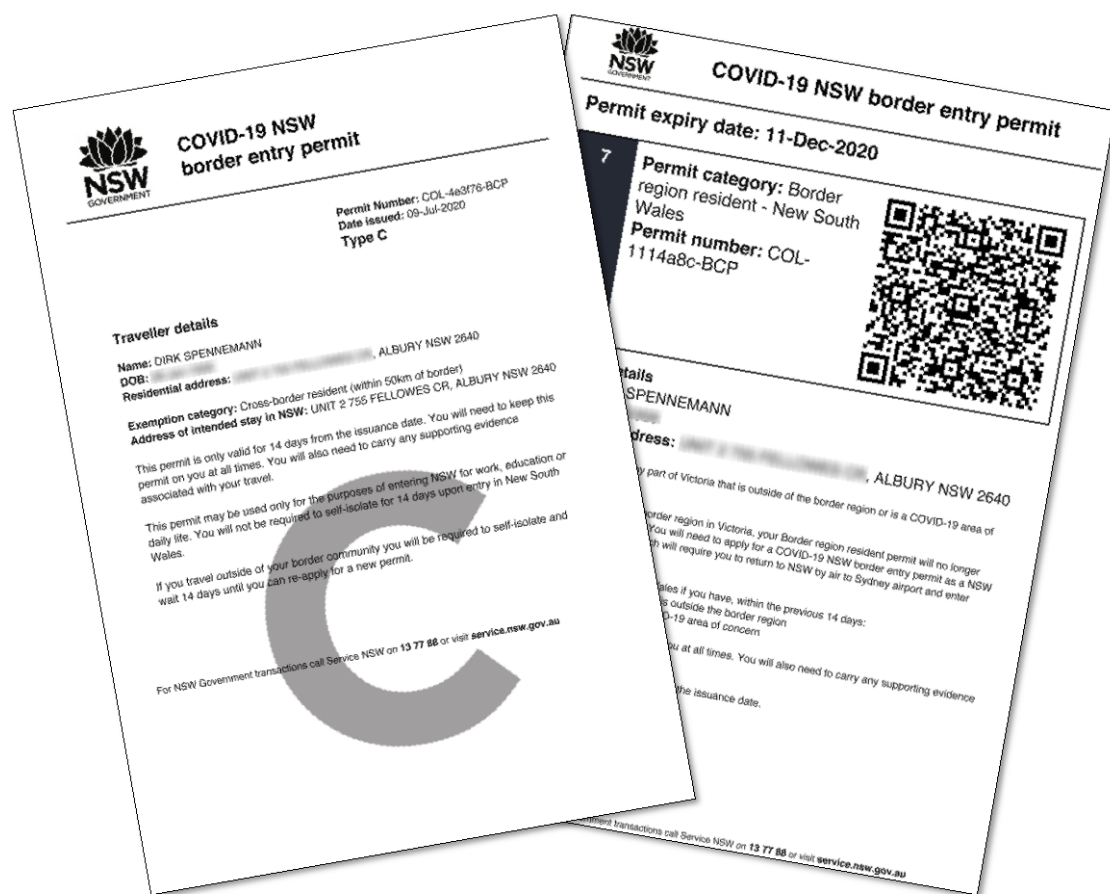 NSW
GOVERNMENT
COVID-19 NSW
border entry permit
Permit Number: COL-4e3f76-BCP
Date issued: 09-Jul-2020
Type C
Traveller details
Name: DIRK SPENNEMANN
DOB:
Residential address: , ALBURY NSW 2640
Exemption category: Cross-border resident (within 50km of border)
Address of intended stay in NSW: UNIT 2 755 FELLOWES CR, ALBURY NSW 2640
This permit is only valid for 14 days from the issuance date. You will need to keep this
permit on you at all times. You will also need to carry any supporting evidence
associated with your travel.
This permit may be used only for the purposes of entering NSW for work, education or
daily life. You will not be required to self-isolate for 14 days upon entry in New South
Wales.
If you travel outside of your border community you will be required to self-isolate and
wait 14 days until you can re-apply for a new permit.
For NSW Government transactions call Service NSW on 13 77 88 or visit service.nsw.gov.au
C
NSW
GOVERNMENT
COVID-19 NSW border entry permit
Permit expiry date: 11-Dec-2020
7
Permit category: Border
region resident - New South
Wales
Permit number: COL-
1114a8c-BCP
etails
SPENNEMANN
dress: , ALBURY NSW 2640
ny part of Victoria that is outside of the border region or is a COVID-19 area of
order region in Victoria, your Border region resident permit will no longer
You will need to apply for a COVID-19 NSW border entry permit as a NSW
ch will require you to return to NSW by air to Sydney airport and enter
ales if you have, within the previous 14 days:
s outside the border region
D-19 area of concern
ou at all times. You will also need to carry any supporting evidence
the issuance date.
nment transactions call Service NSW on 13 77 88 or visit service.nsw.gov.au